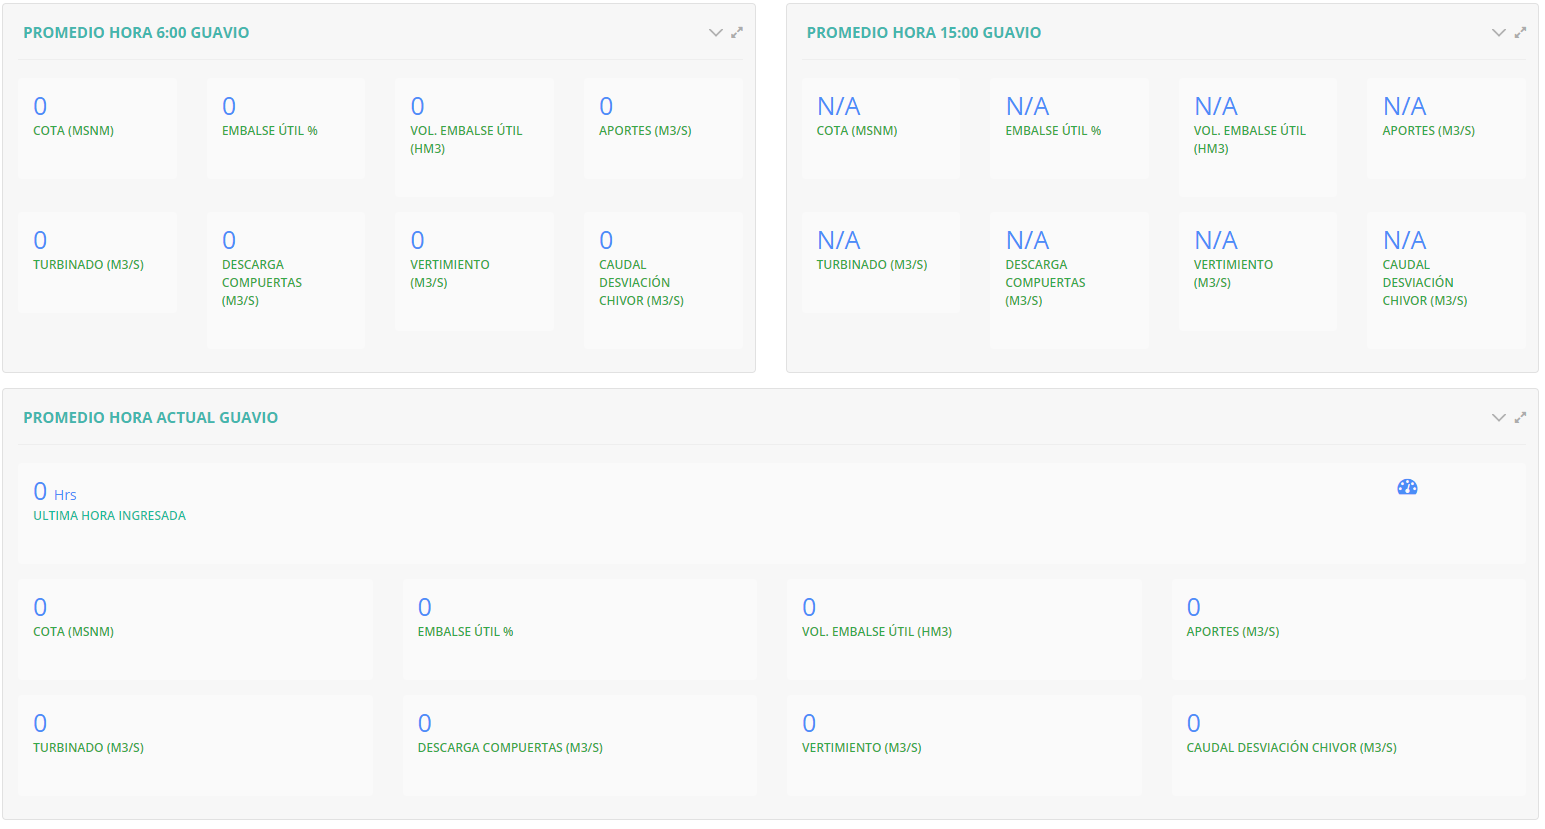 PROMEDIO HORA 6:00 GUAVIO
0
COTA (MSNM)
0
EMBALSE ÚTIL %
0
VOL. EMBALSE ÚTIL
(HM3)
0
APORTES (M3/S)
0
TURBINADO (M3/S)
0
DESCARGA
COMPUERTAS
(M3/S)
0
VERTIMIENTO
(M3/S)
0
CAUDAL
DESVIACIÓN
CHIVOR (M3/S)
PROMEDIO HORA 15:00 GUAVIO
N/A
COTA (MSNM)
N/A
EMBALSE ÚTIL %
N/A
VOL. EMBALSE ÚTIL
(HM3)
N/A
APORTES (M3/S)
N/A
TURBINADO (M3/S)
N/A
DESCARGA
COMPUERTAS
(M3/S)
N/A
VERTIMIENTO
(M3/S)
N/A
CAUDAL
DESVIACIÓN
CHIVOR (M3/S)
PROMEDIO HORA ACTUAL GUAVIO
0 Hrs
ULTIMA HORA INGRESADA
0
COTA (MSNM)
0
EMBALSE ÚTIL %
0
VOL. EMBALSE ÚTIL (HM3)
0
APORTES (M3/S)
0
TURBINADO (M3/S)
0
DESCARGA COMPUERTAS (M3/S)
0
VERTIMIENTO (M3/S)
0
CAUDAL DESVIACIÓN CHIVOR (M3/S)